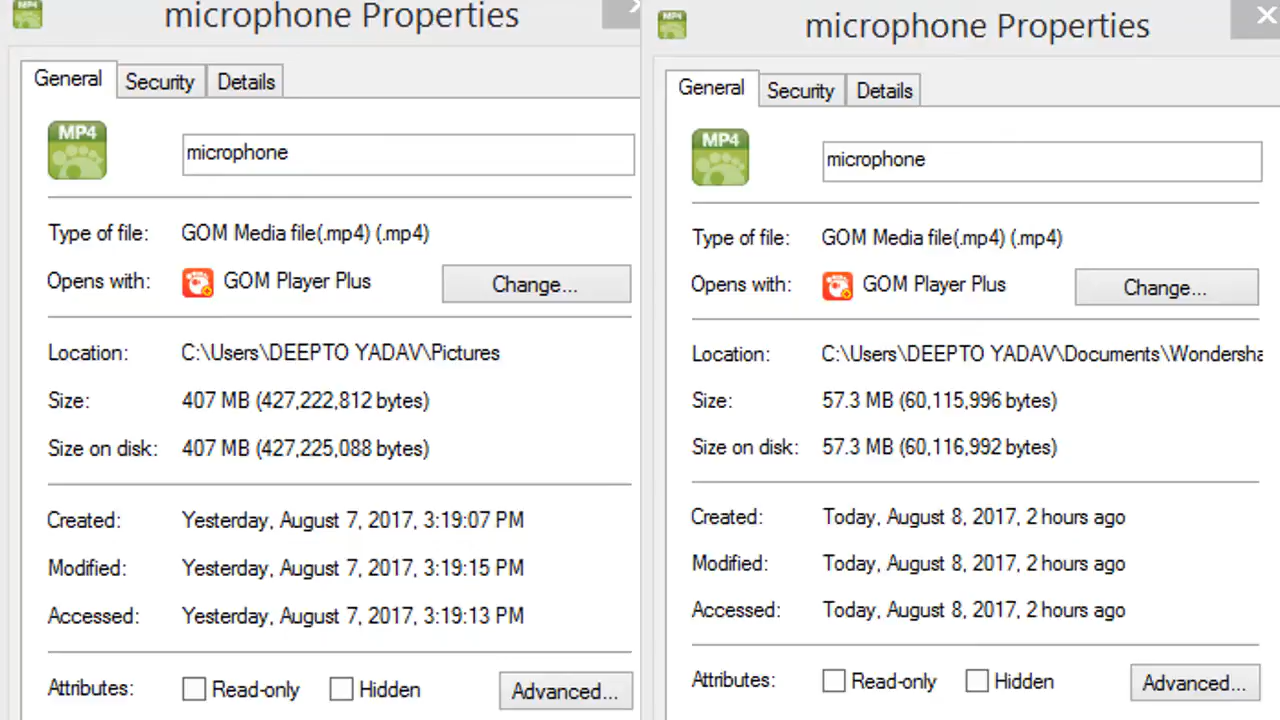 microphone Properties
General
Security
Details
MP4
microphone
Type of file: GOM Media file(.mp4) (.mp4)
Opens with: GOM Player Plus
Change...
Location: C:\Users\DEEPTO YADAV\Pictures
Size: 407 MB (427,222,812 bytes)
Size on disk: 407 MB (427,225,088 bytes)
Created: Yesterday, August 7, 2017, 3:19:07 PM
Modified: Yesterday, August 7, 2017, 3:19:15 PM
Accessed: Yesterday, August 7, 2017, 3:19:13 PM
Attributes: Read-only Hidden Advanced...
microphone Properties
General
Security
Details
MP4
microphone
Type of file: GOM Media file(.mp4) (.mp4)
Opens with: GOM Player Plus
Change...
Location: C:\Users\DEEPTO YADAV\Documents\Wondersha
Size: 57.3 MB (60,115,996 bytes)
Size on disk: 57.3 MB (60,116,992 bytes)
Created: Today, August 8, 2017, 2 hours ago
Modified: Today, August 8, 2017, 2 hours ago
Accessed: Today, August 8, 2017, 2 hours ago
Attributes: Read-only Hidden Advanced...